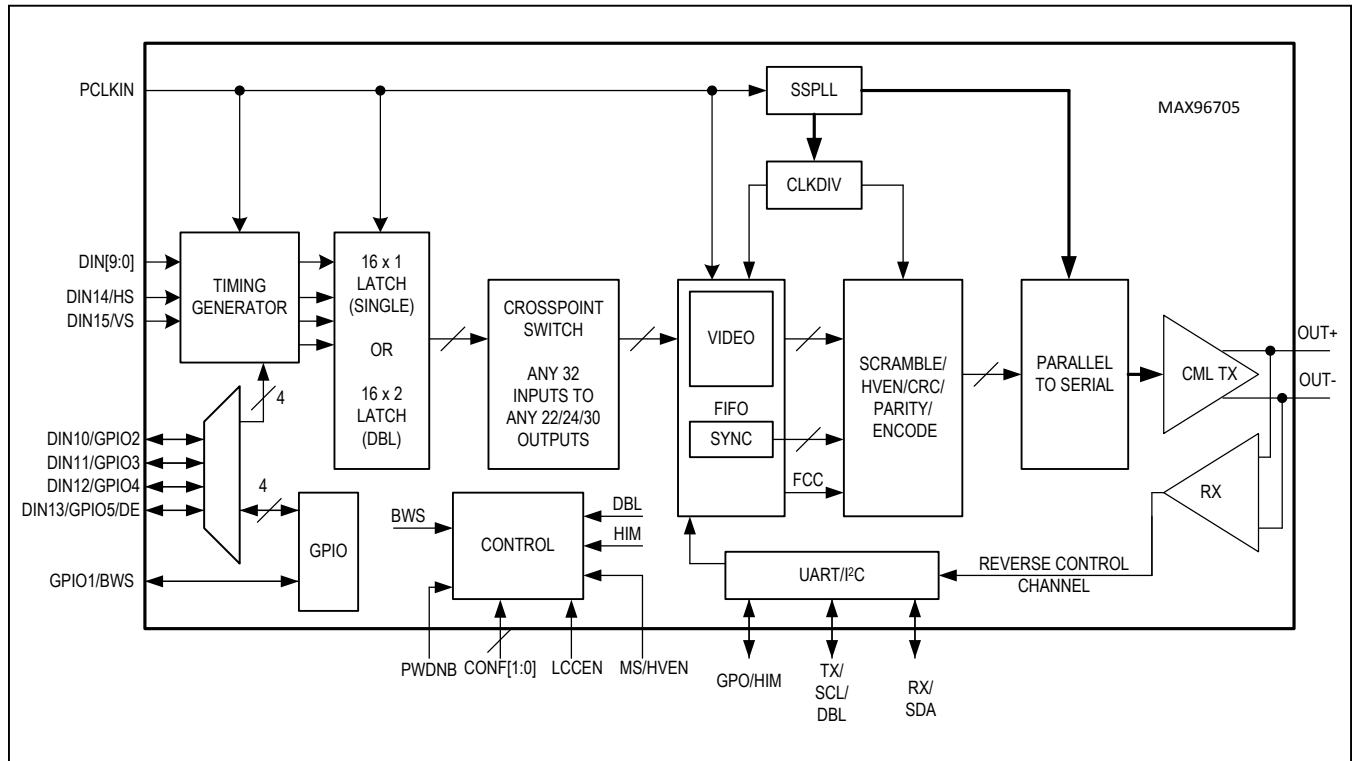 PCLKIN
SSPLL
MAX96705
CLKDIV
DIN[9:0]
DIN14/HS
DIN15/VS
TIMING
GENERATOR
16 x 1
LATCH
(SINGLE)
OR
16 x 2
LATCH
(DBL)
CROSSPOINT
SWITCH
ANY 32
INPUTS TO
ANY 22/24/30
OUTPUTS
VIDEO
FIFO
SYNC
FCC
SCRAMBLE/
HVEN/CRC/
PARITY/
ENCODE
PARALLEL
TO SERIAL
CML TX
OUT+
OUT-
RX
4
DIN10/GPIO2
DIN11/GPIO3
DIN12/GPIO4
DIN13/GPIO5/DE
4
GPIO
GPIO1/BWS
BWS
CONTROL
DBL
HIM
UART/I²C
REVERSE CONTROL
CHANNEL
PWDNB
CONF[1:0]
LCCEN
MS/HVEN
GPO/HIM
TX/
SCL/
DBL
RX/
SDA